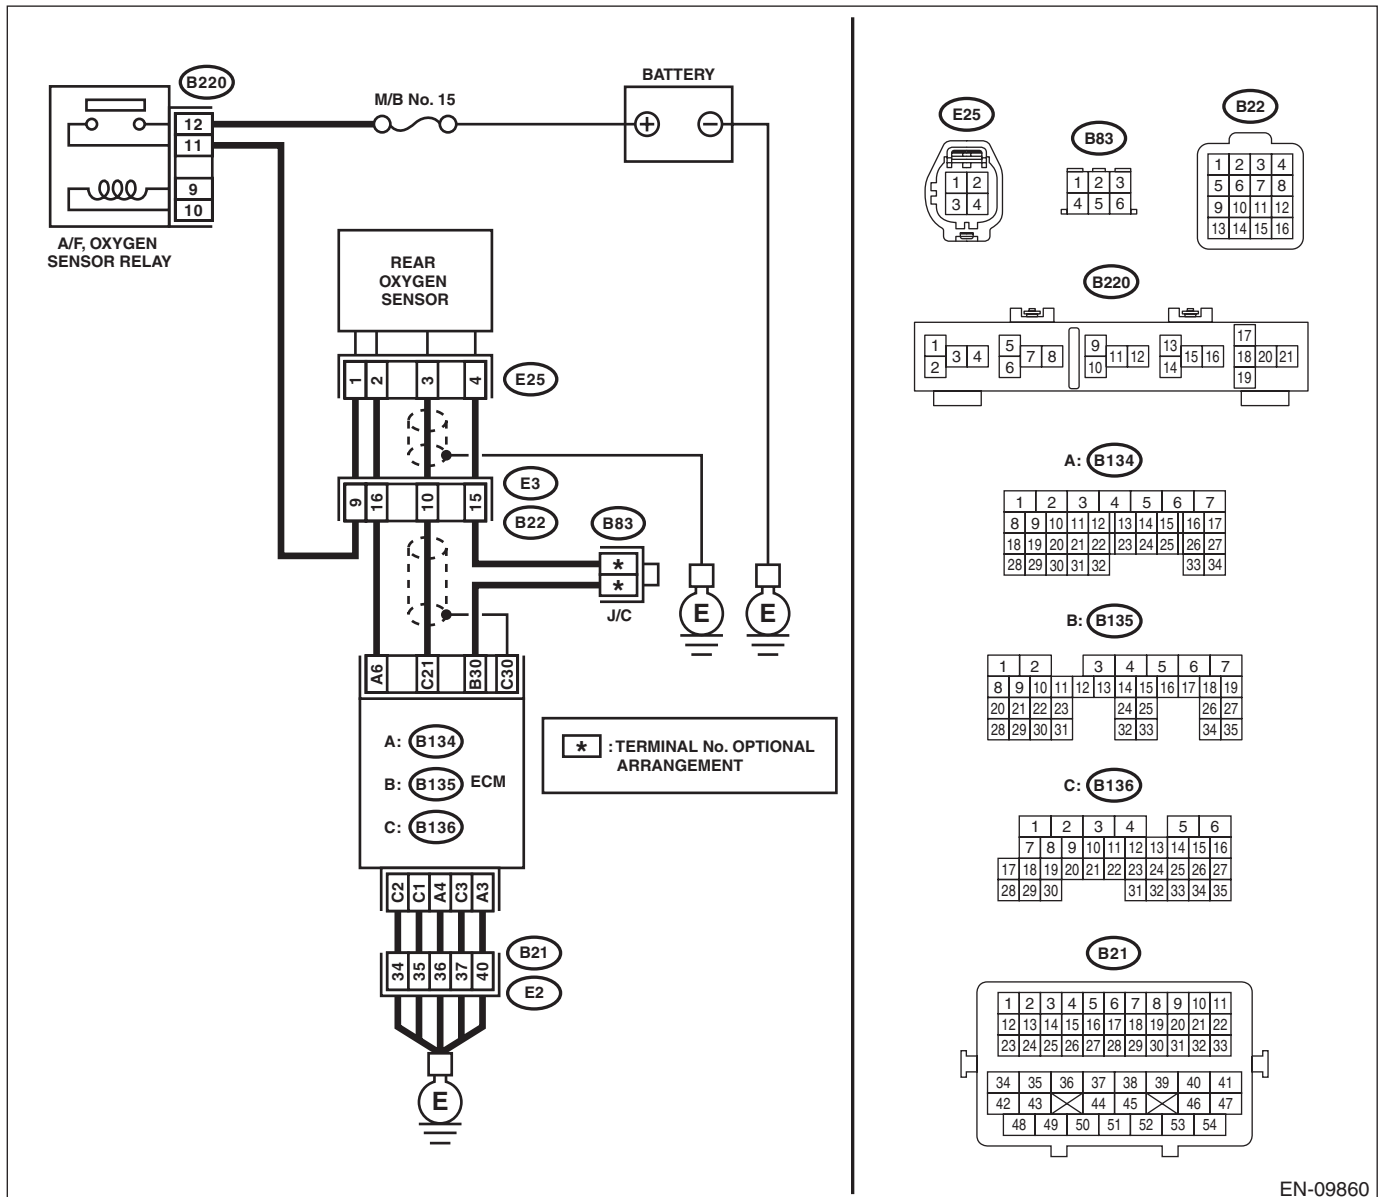 B220
BATTERY
M/B No. 15
12
11
9
10
A/F, OXYGEN
SENSOR RELAY
REAR
OXYGEN
SENSOR
1 2 3 4
E25
9 16 10 15
E3
B22
B83
*
*
J/C
E
E
A6 C21 B30 C30
A: B134
B: B135 ECM
C: B136
* : TERMINAL No. OPTIONAL
ARRANGEMENT
C2 C1 A4 C3 A3
34 35 36 37 40
B21
E2
E
E25
1 2
3 4
B83
1 2 3
4 5 6
B22
1 2 3 4
5 6 7 8
9 10 11 12
13 14 15 16
B220
1 2 3 4 5 6 7 8 9 10 11 12 13 14 15 16 17 18 19 20 21
A: B134
1 2 3 4 5 6 7
8 9 10 11 12 13 14 15 16 17
18 19 20 21 22 23 24 25 26 27
28 29 30 31 32 33 34
B: B135
1 2 3 4 5 6 7
8 9 10 11 12 13 14 15 16 17 18 19
20 21 22 23 24 25 26 27
28 29 30 31 32 33 34 35
C: B136
1 2 3 4 5 6
7 8 9 10 11 12 13 14 15 16
17 18 19 20 21 22 23 24 25 26 27
28 29 30 31 32 33 34 35
B21
1 2 3 4 5 6 7 8 9 10 11
12 13 14 15 16 17 18 19 20 21 22
23 24 25 26 27 28 29 30 31 32 33
34 35 36 37 38 39 40 41
42 43 44 45 46 47
48 49 50 51 52 53 54
EN-09860